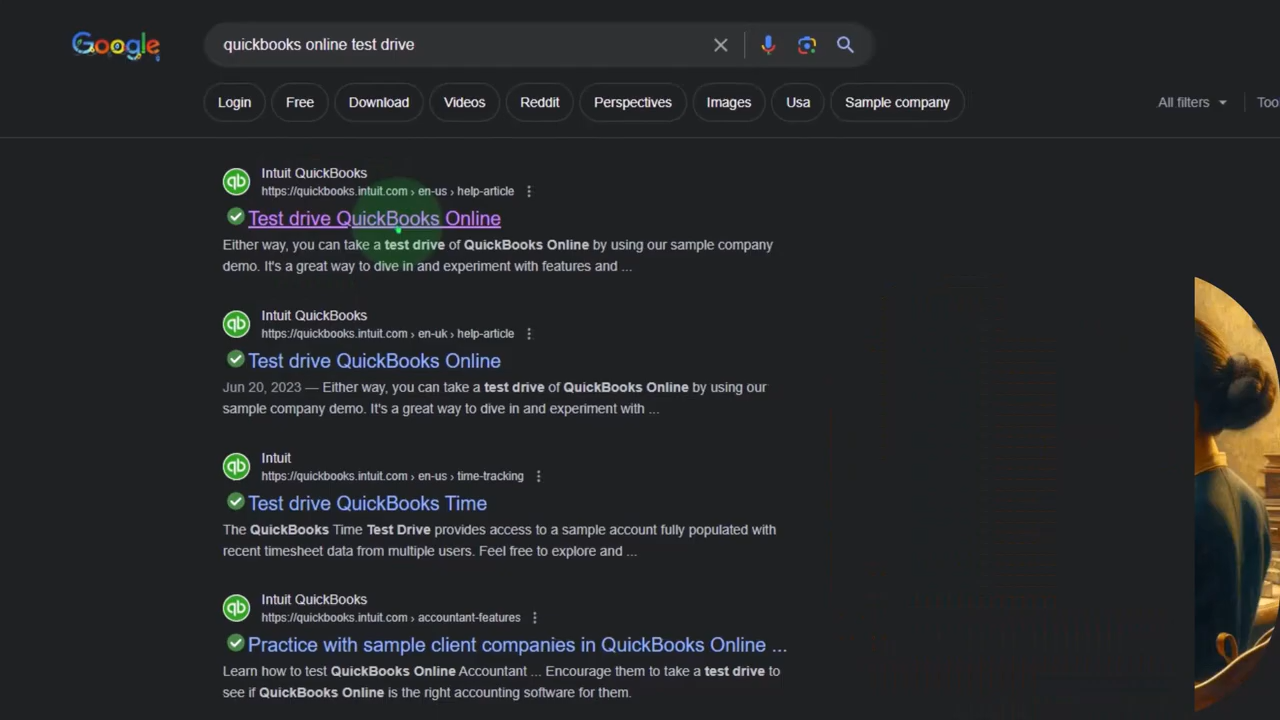 Google
quickbooks online test drive
Login
Free
Download
Videos
Reddit
Perspectives
Images
Usa
Sample company
All filters
Too
Intuit QuickBooks
https://quickbooks.intuit.com › en-us › help-article
Test drive QuickBooks Online
Either way, you can take a test drive of QuickBooks Online by using our sample company
demo. It's a great way to dive in and experiment with features and ...
Intuit QuickBooks
https://quickbooks.intuit.com › en-uk › help-article
Test drive QuickBooks Online
Jun 20, 2023 — Either way, you can take a test drive of QuickBooks Online by using our
sample company demo. It's a great way to dive in and experiment with ...
Intuit
https://quickbooks.intuit.com › en-us › time-tracking
Test drive QuickBooks Time
The QuickBooks Time Test Drive provides access to a sample account fully populated with
recent timesheet data from multiple users. Feel free to explore and ...
Intuit QuickBooks
https://quickbooks.intuit.com › accountant-features
Practice with sample client companies in QuickBooks Online ...
Learn how to test QuickBooks Online Accountant ... Encourage them to take a test drive to
see if QuickBooks Online is the right accounting software for them.